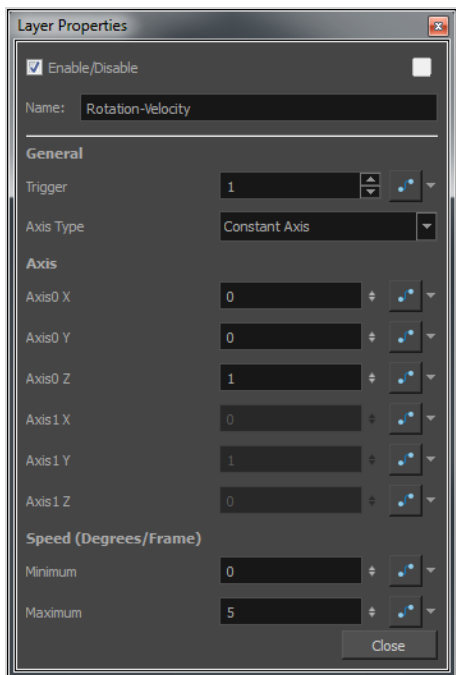 Layer Properties
Enable/Disable
Name: Rotation-Velocity
General
Trigger 1
Axis Type Constant Axis
Axis
Axis0 X 0
Axis0 Y 0
Axis0 Z 1
Axis1 X 0
Axis1 Y 1
Axis1 Z 0
Speed (Degrees/Frame)
Minimum 0
Maximum 5
Close